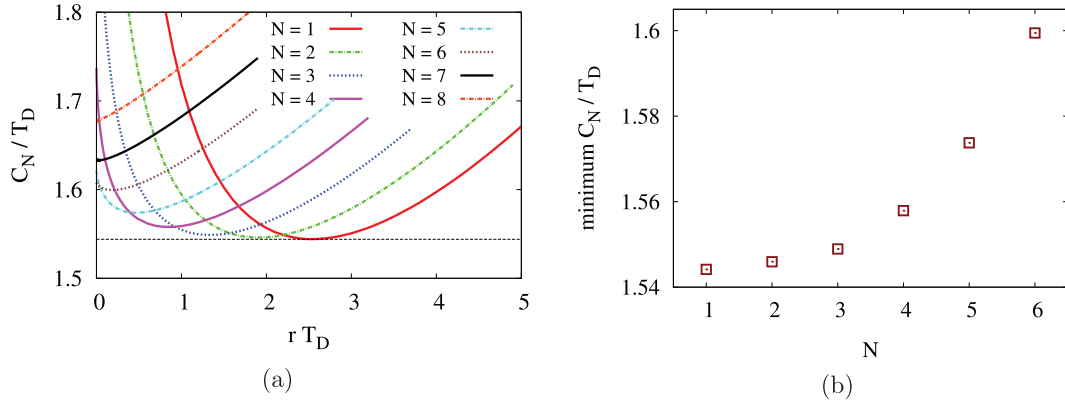 C_N / T_D
1.8
1.7
1.6
1.5
N = 1
N = 2
N = 3
N = 4
N = 5
N = 6
N = 7
N = 8
0 1 2 3 4 5
r T_D
(a)
minimum C_N / T_D
1.6
1.58
1.56
1.54
1 2 3 4 5 6
N
(b)